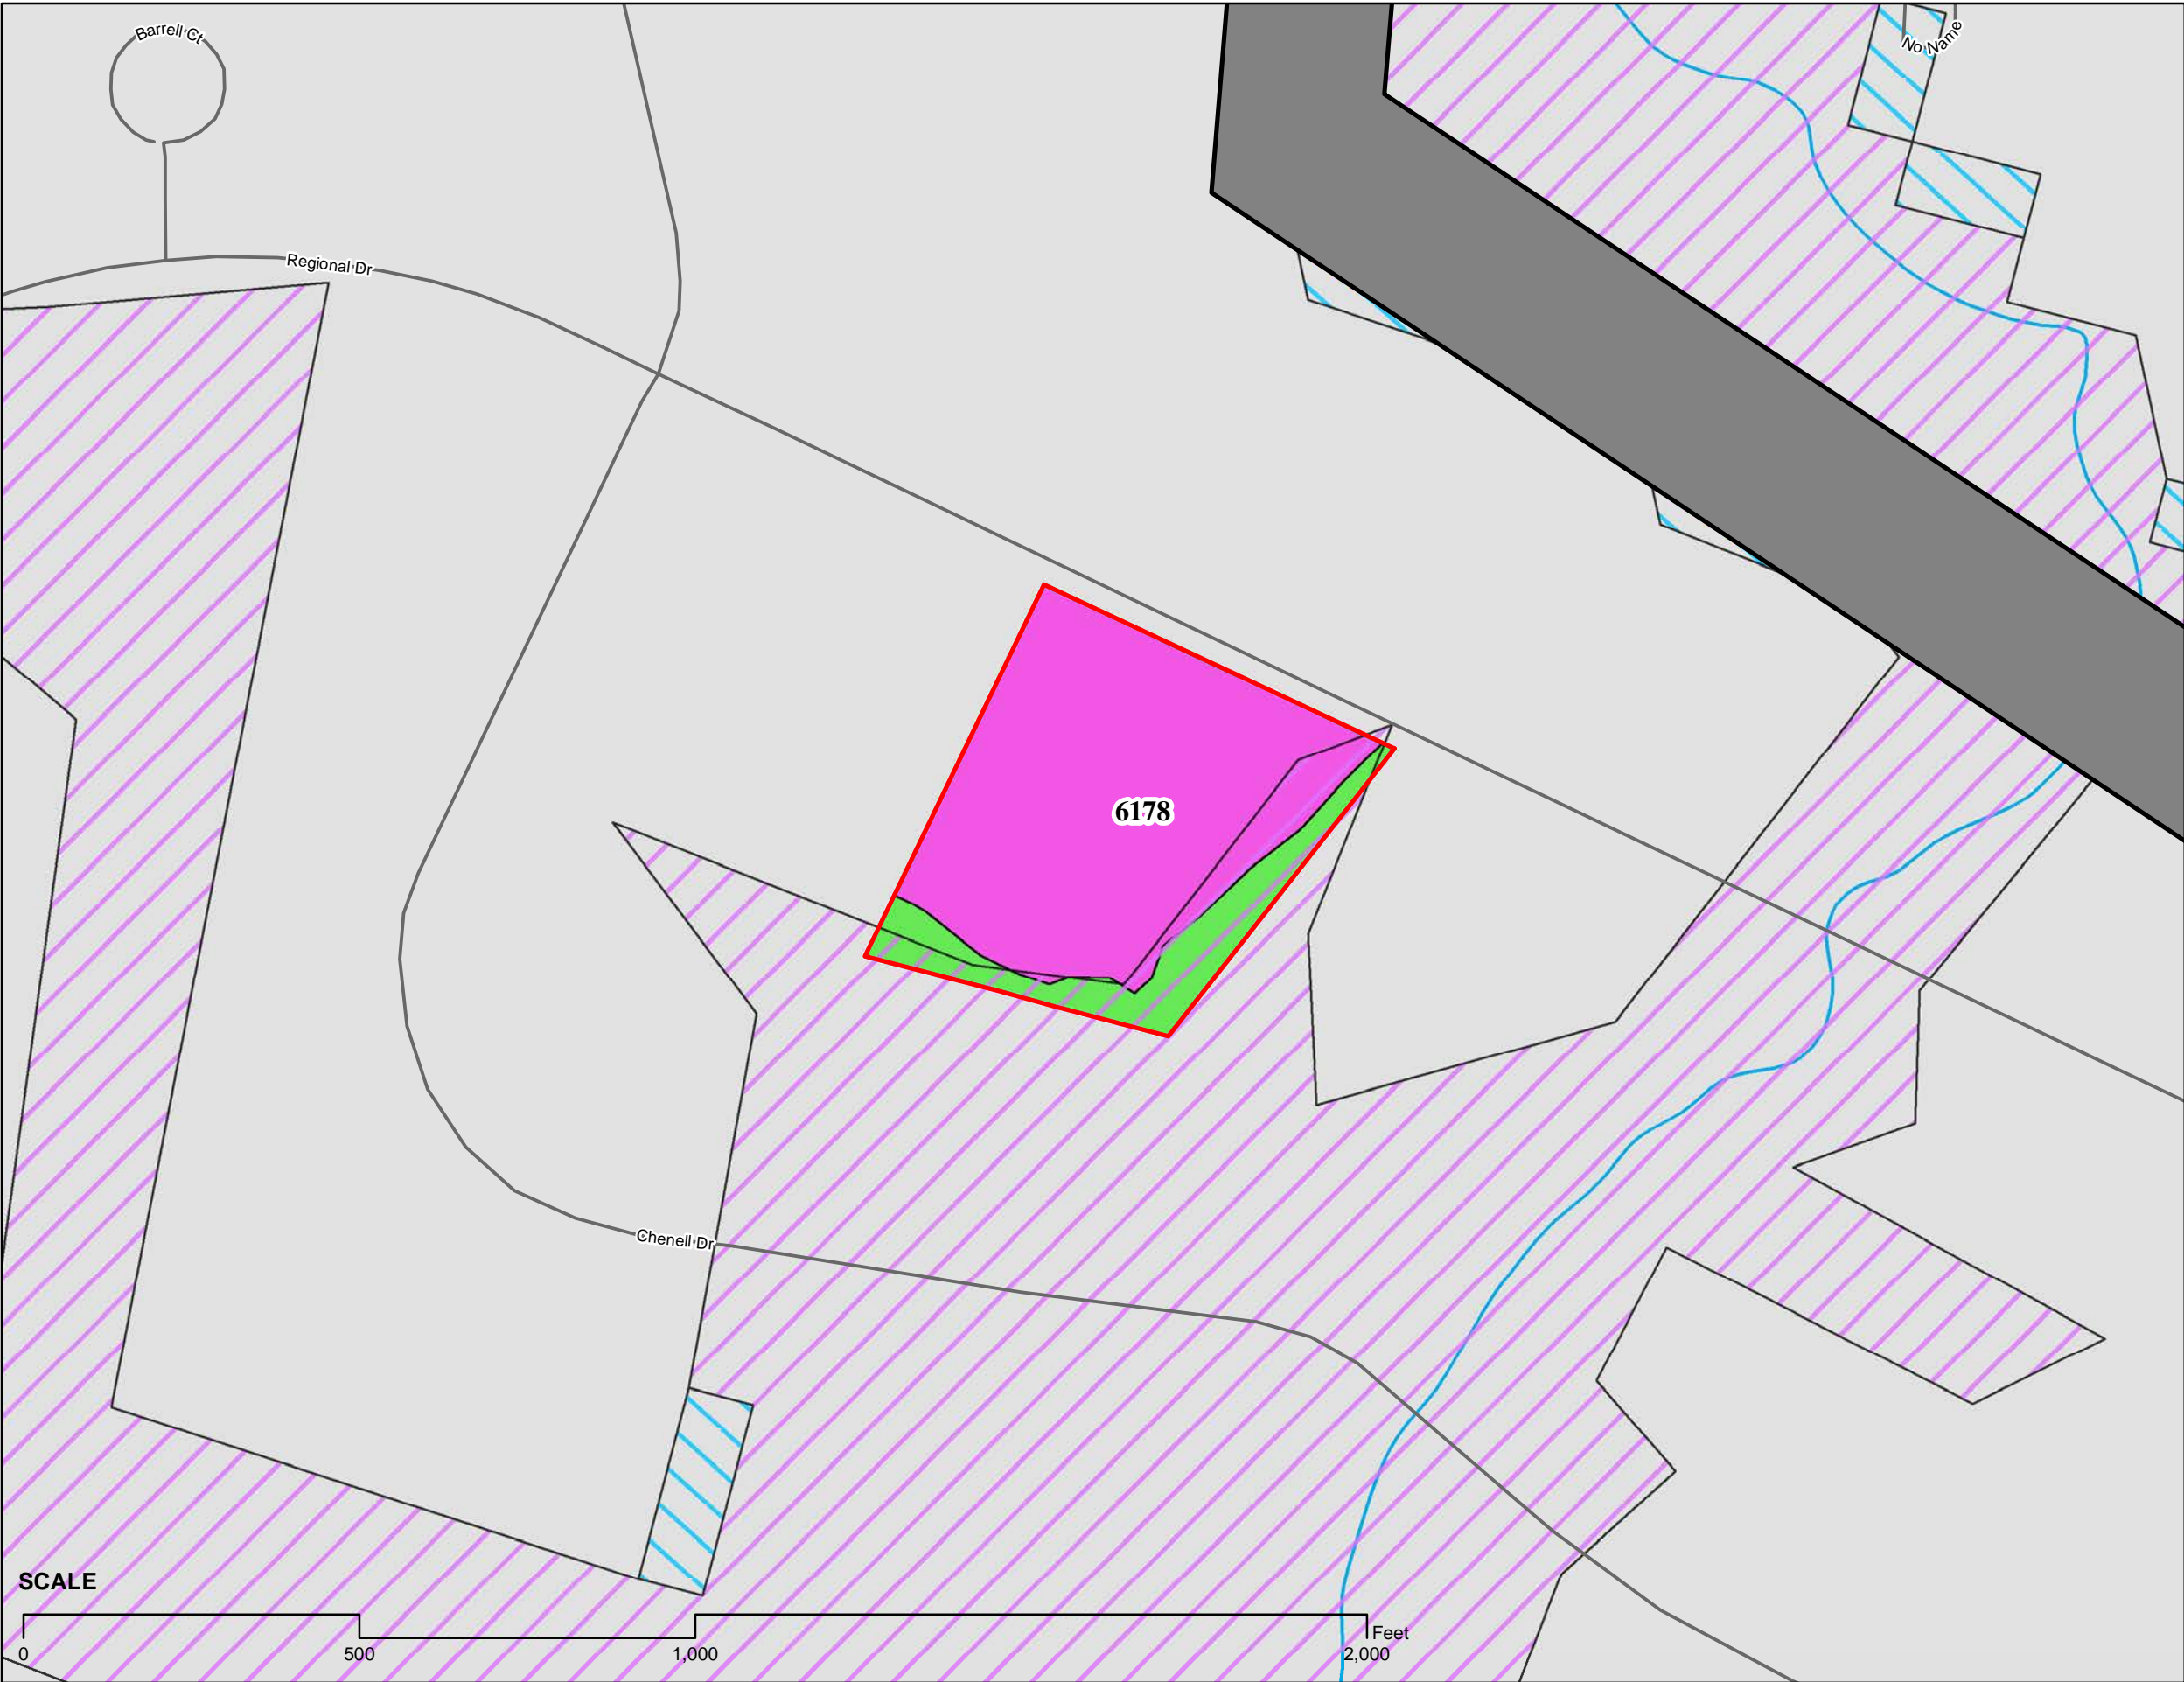 Barrell Ct
No Name
Regional Dr
6178
Chenell Dr
SCALE
Feet
0 500 1,000 2,000